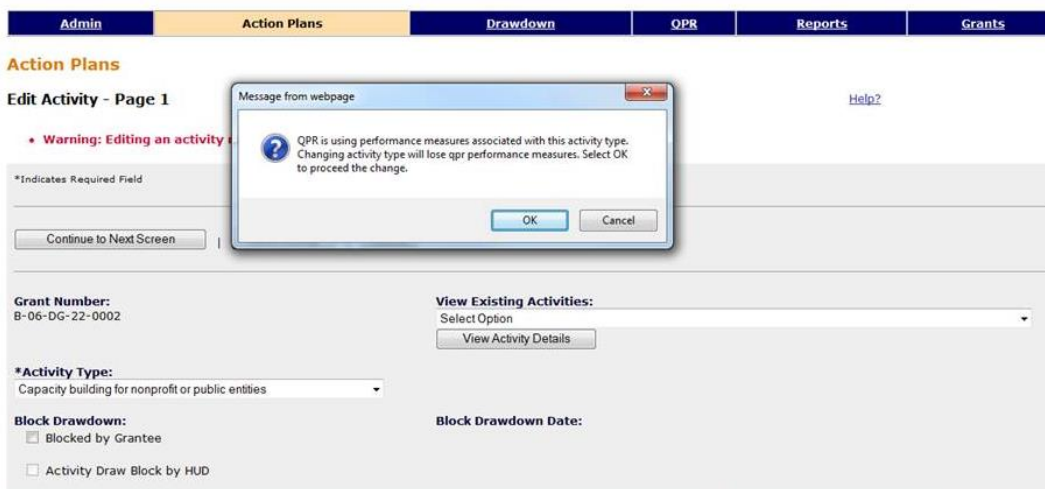 Admin Action Plans Drawdown QPR Reports Grants
Action Plans
Edit Activity - Page 1
Help?
Message from webpage
• Warning: Editing an activity
QPR is using performance measures associated with this activity type.
Changing activity type will lose qpr performance measures. Select OK
to proceed the change.
OK Cancel
*Indicates Required Field
Continue to Next Screen |
Grant Number:
B-06-DG-22-0002
View Existing Activities:
Select Option
View Activity Details
*Activity Type:
Capacity building for nonprofit or public entities
Block Drawdown:
Block Drawdown Date:
Blocked by Grantee
Activity Draw Block by HUD